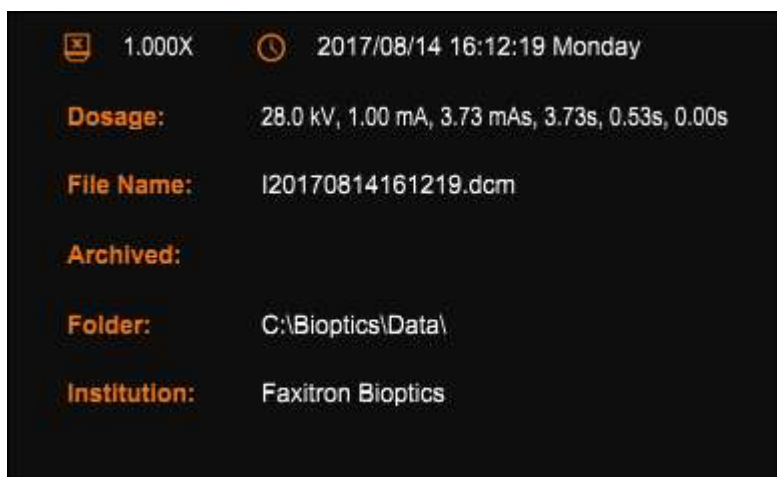 1.000X 2017/08/14 16:12:19 Monday
Dosage: 28.0 kV, 1.00 mA, 3.73 mAs, 3.73s, 0.53s, 0.00s
File Name: I20170814161219.dcm
Archived:
Folder: C:\Bioptics\Data\
Institution: Faxitron Bioptics